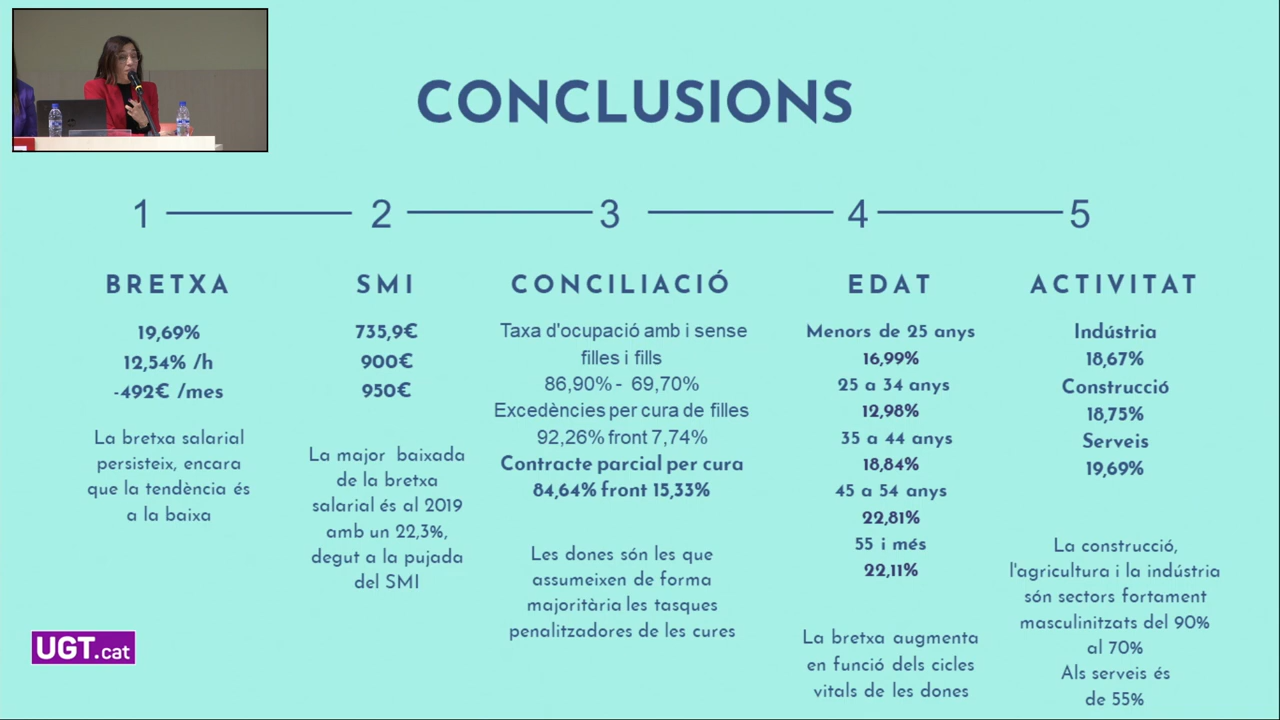 CONCLUSIONS
1
2
3
4
5
BRETXA
19,69%
12,54% /h
-492€ /mes
La bretxa salarial
persisteix, encara
que la tendència és
a la baixa
SMI
735,9€
900€
950€
La major baixada
de la bretxa
salarial és al 2019
amb un 22,3%,
degut a la pujada
del SMI
CONCILIACIÓ
Taxa d'ocupació amb i sense
filles i fills
86,90% - 69,70%
Excedències per cura de filles
92,26% front 7,74%
Contracte parcial per cura
84,64% front 15,33%
Les dones són les que
assumeixen de forma
majoritària les tasques
penalitzadores de les cures
EDAT
Menors de 25 anys
16,99%
25 a 34 anys
12,98%
35 a 44 anys
18,84%
45 a 54 anys
22,81%
55 i més
22,11%
La bretxa augmenta
en funció dels cicles
vitals de les dones
ACTIVITAT
Indústria
18,67%
Construcció
18,75%
Serveis
19,69%
La construcció,
l'agricultura i la indústria
són sectors fortament
masculinitzats del 90%
al 70%
Als serveis és
de 55%
UGT.cat